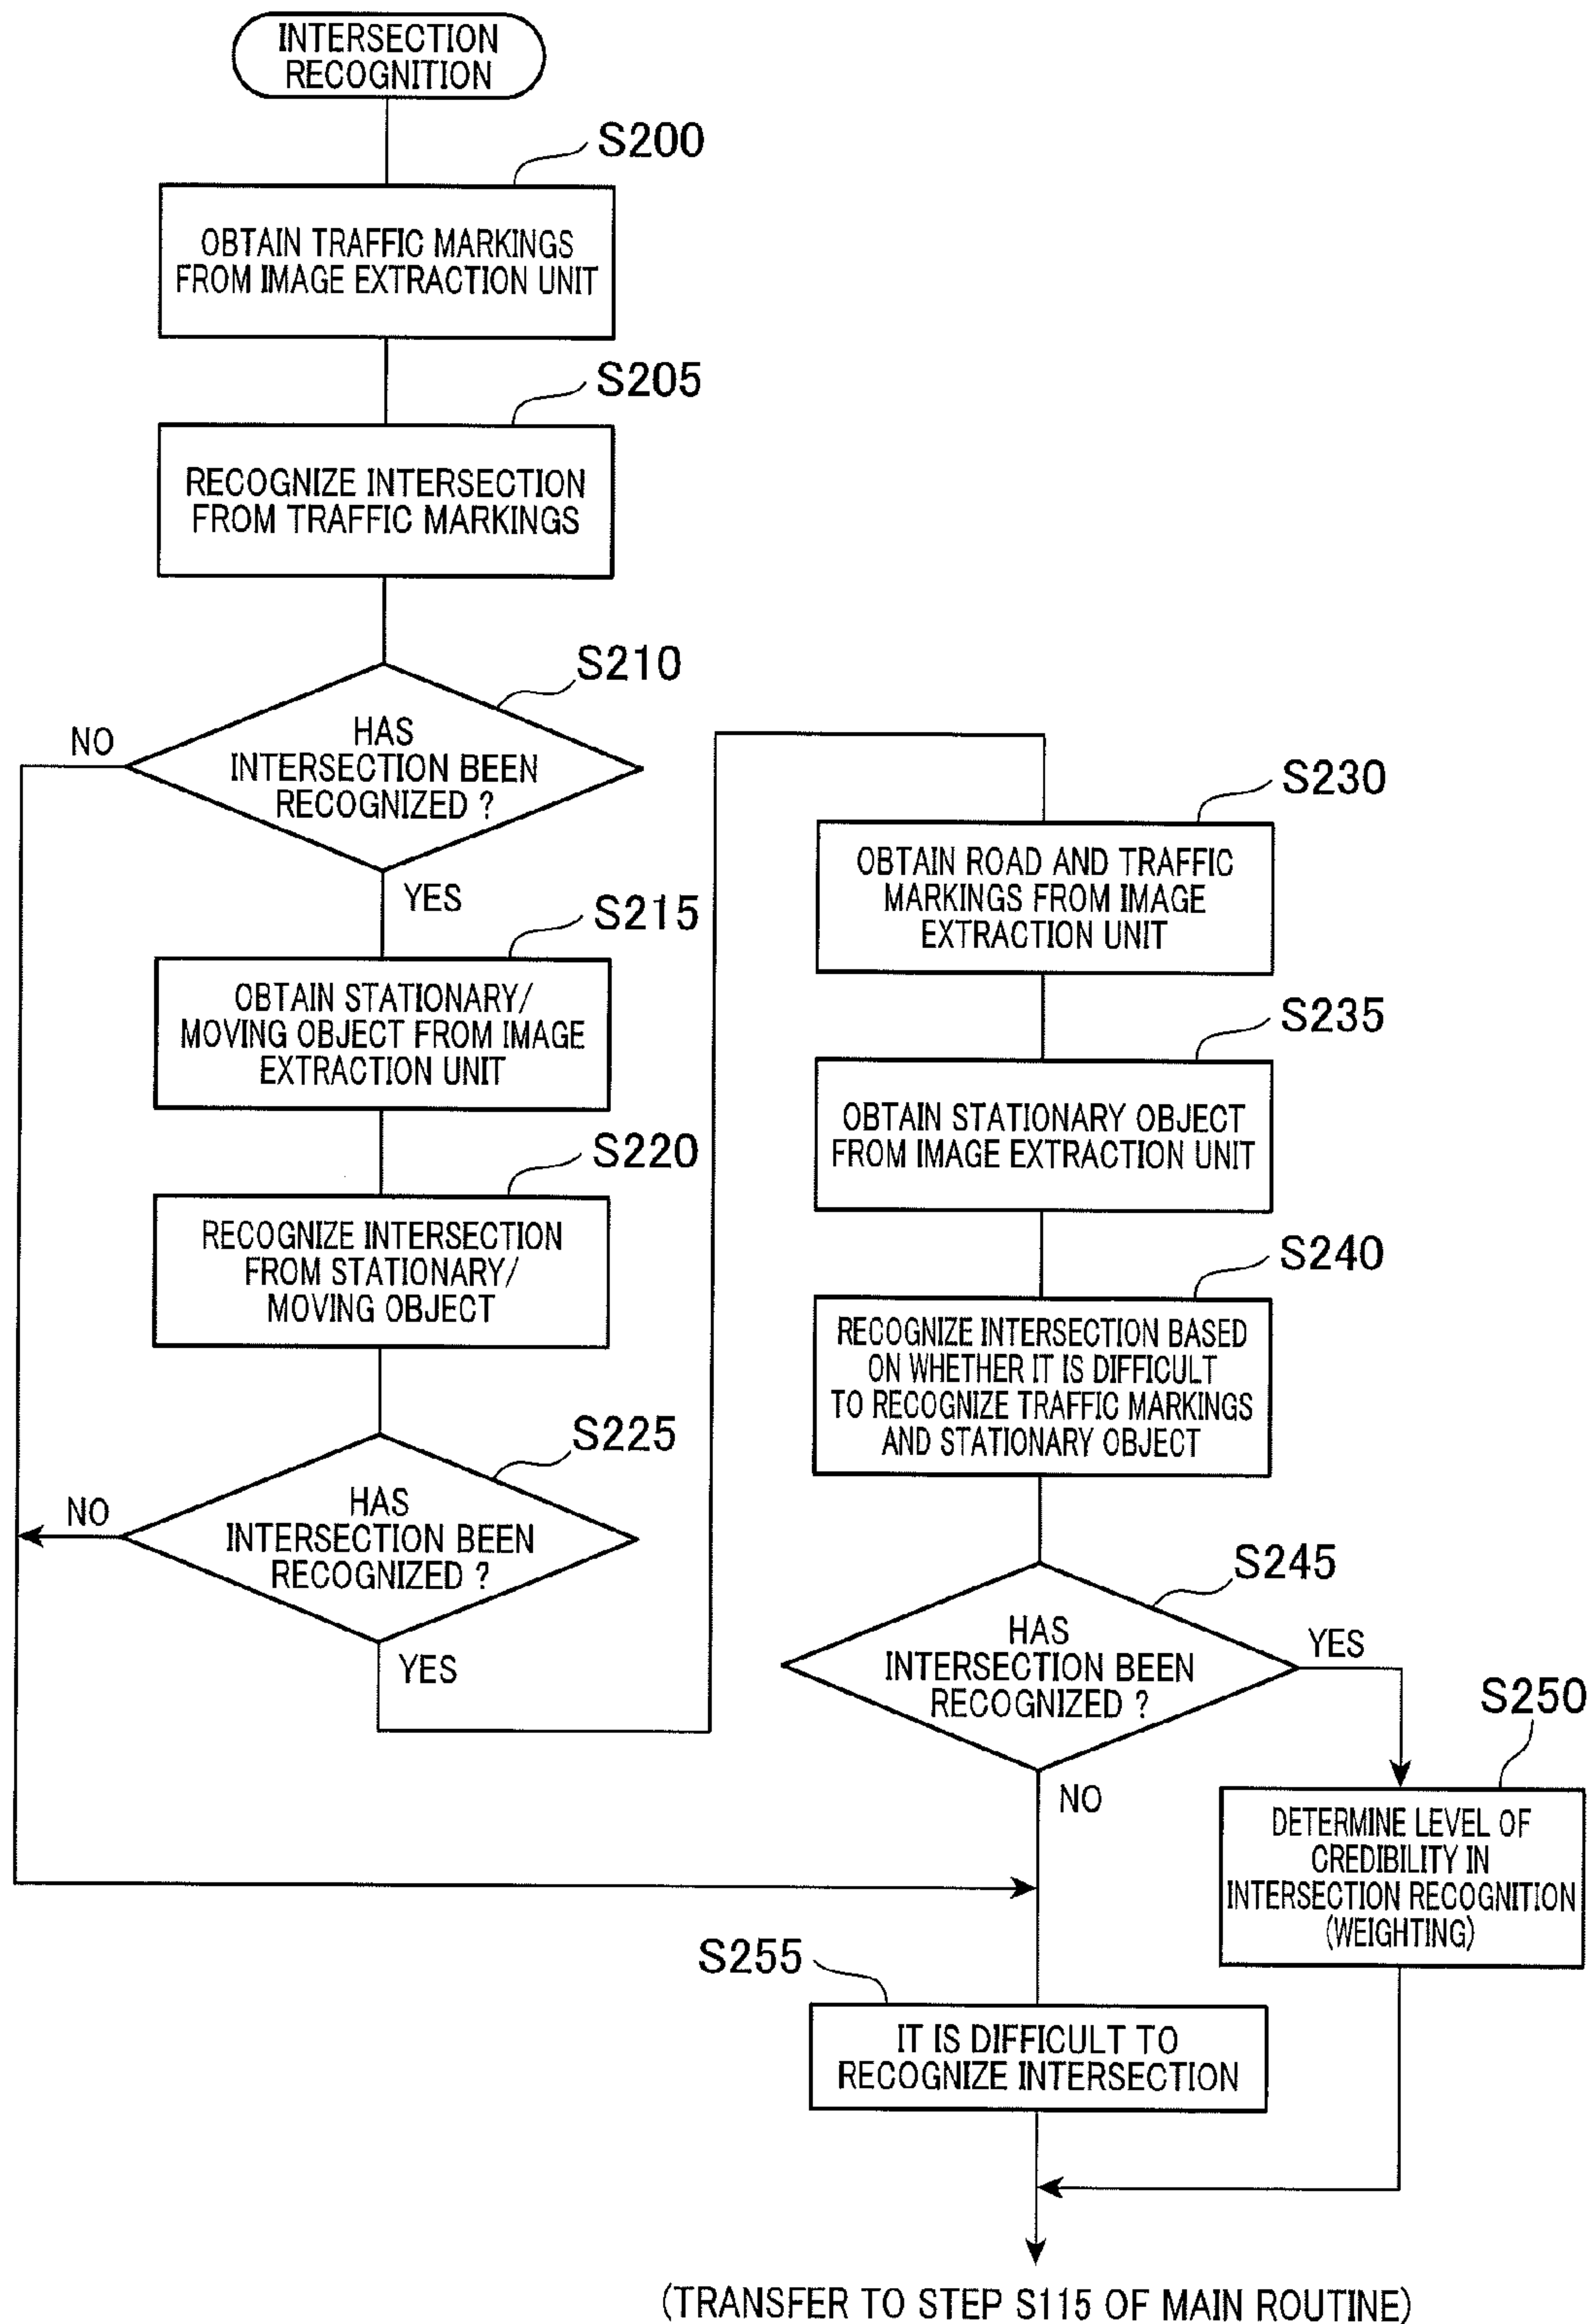 INTERSECTION
RECOGNITION
S200
OBTAIN TRAFFIC MARKINGS
FROM IMAGE EXTRACTION UNIT
S205
RECOGNIZE INTERSECTION
FROM TRAFFIC MARKINGS
S210
HAS
INTERSECTION BEEN
RECOGNIZED ?
NO
YES
S215
OBTAIN STATIONARY/
MOVING OBJECT FROM IMAGE
EXTRACTION UNIT
S220
RECOGNIZE INTERSECTION
FROM STATIONARY/
MOVING OBJECT
S225
HAS
INTERSECTION BEEN
RECOGNIZED ?
NO
YES
S230
OBTAIN ROAD AND TRAFFIC
MARKINGS FROM IMAGE
EXTRACTION UNIT
S235
OBTAIN STATIONARY OBJECT
FROM IMAGE EXTRACTION UNIT
S240
RECOGNIZE INTERSECTION BASED
ON WHETHER IT IS DIFFICULT
TO RECOGNIZE TRAFFIC MARKINGS
AND STATIONARY OBJECT
S245
HAS
INTERSECTION BEEN
RECOGNIZED ?
YES
NO
S250
DETERMINE LEVEL OF
CREDIBILITY IN
INTERSECTION RECOGNITION
(WEIGHTING)
S255
IT IS DIFFICULT TO
RECOGNIZE INTERSECTION
(TRANSFER TO STEP S115 OF MAIN ROUTINE)